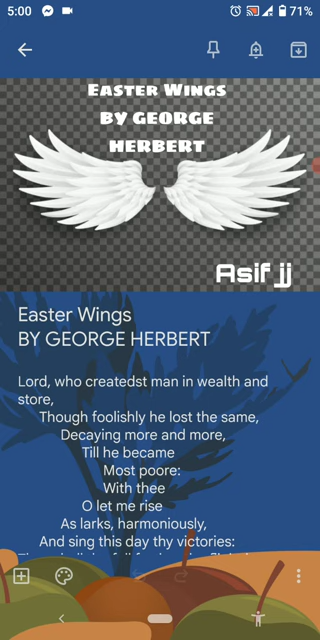 5:00
71%
EASTER WINGS
BY GEORGE
HERBERT
Asif jj
Easter Wings
BY GEORGE HERBERT
Lord, who createdst man in wealth and
store,
Though foolishly he lost the same,
Decaying more and more,
Till he became
Most poore:
With thee
O let me rise
As larks, harmoniously,
And sing this day thy victories: